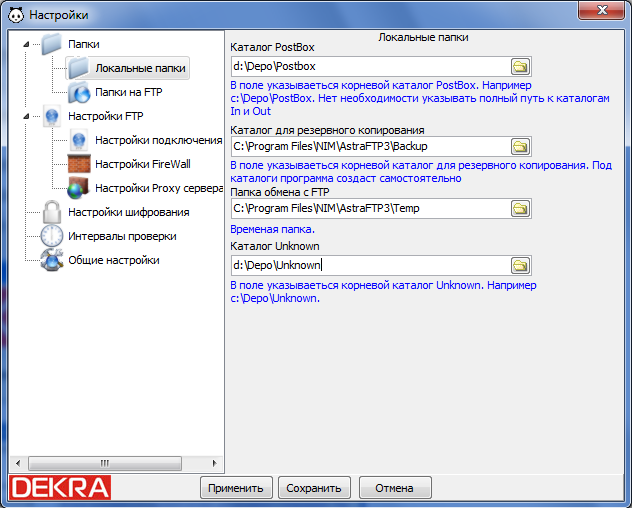 Настройки
Папки
Локальные папки
Папки на FTP
Настройки FTP
Настройки подключения
Настройки FireWall
Настройки Proxy сервера
Настройки шифрования
Интервалы проверки
Общие настройки
Локальные папки
Каталог PostBox
d:\Depo\Postbox
В поле указываеться корневой каталог PostBox. Например
c:\Depo\PostBox. Нет необходимости указывать полный путь к каталогам
In и Out
Каталог для резервного копирования
C:\Program Files\NIM\AstraFTP3\Backup
В поле указываеться корневой каталог для резервного копирования. Под
каталоги программа создаст самостоятельно
Папка обмена с FTP
C:\Program Files\NIM\AstraFTP3\Temp
Временая папка.
Каталог Unknown
d:\Depo\Unknown
В поле указываеться корневой каталог Unknown. Например
c:\Depo\Unknown.
DEKRA
Применить
Сохранить
Отмена